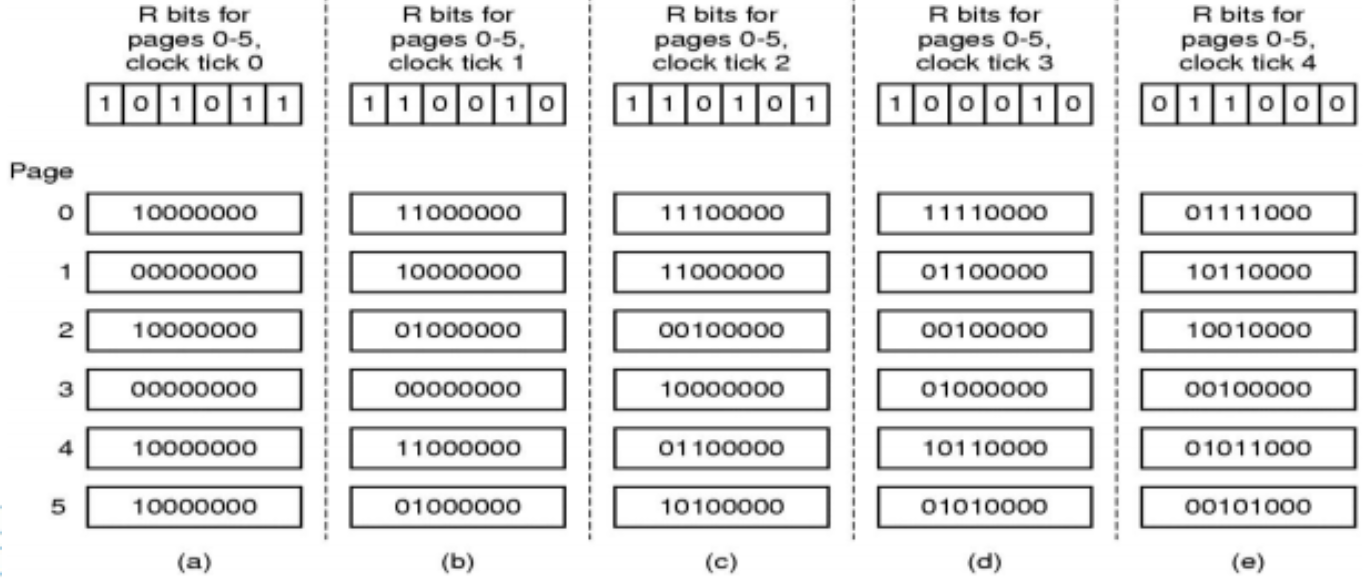 R bits for pages 0-5, clock tick 0
R bits for pages 0-5, clock tick 1
R bits for pages 0-5, clock tick 2
R bits for pages 0-5, clock tick 3
R bits for pages 0-5, clock tick 4
1 0 1 0 1 1
1 1 0 0 1 0
1 1 0 1 0 1
1 0 0 0 1 0
0 1 1 0 0 0
Page
0 10000000 11000000 11100000 11110000 01111000
1 00000000 10000000 11000000 01100000 10110000
2 10000000 01000000 00100000 00100000 10010000
3 00000000 00000000 10000000 01000000 00100000
4 10000000 11000000 01100000 10110000 01011000
5 10000000 01000000 10100000 01010000 00101000
(a) (b) (c) (d) (e)